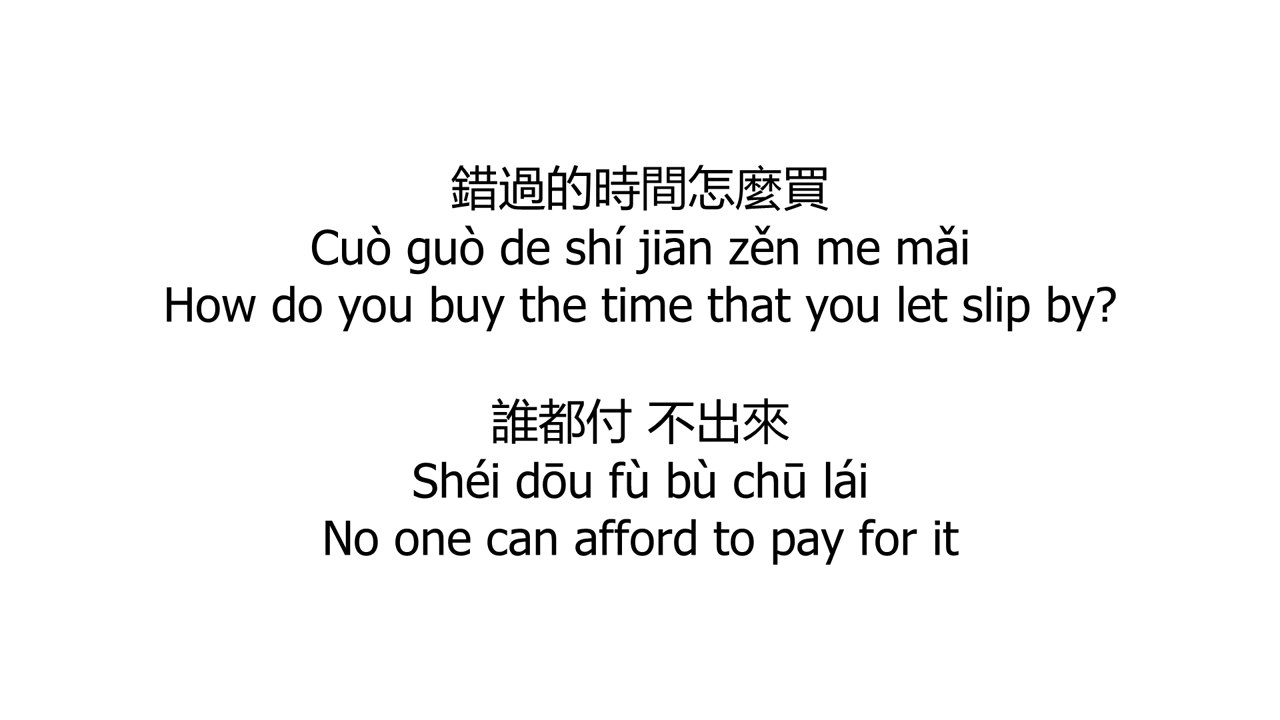 錯過的時間怎麼買
Cuò guò de shí jiān zěn me mǎi
How do you buy the time that you let slip by?
誰都付 不出來
Shéi dōu fù bù chū lái
No one can afford to pay for it